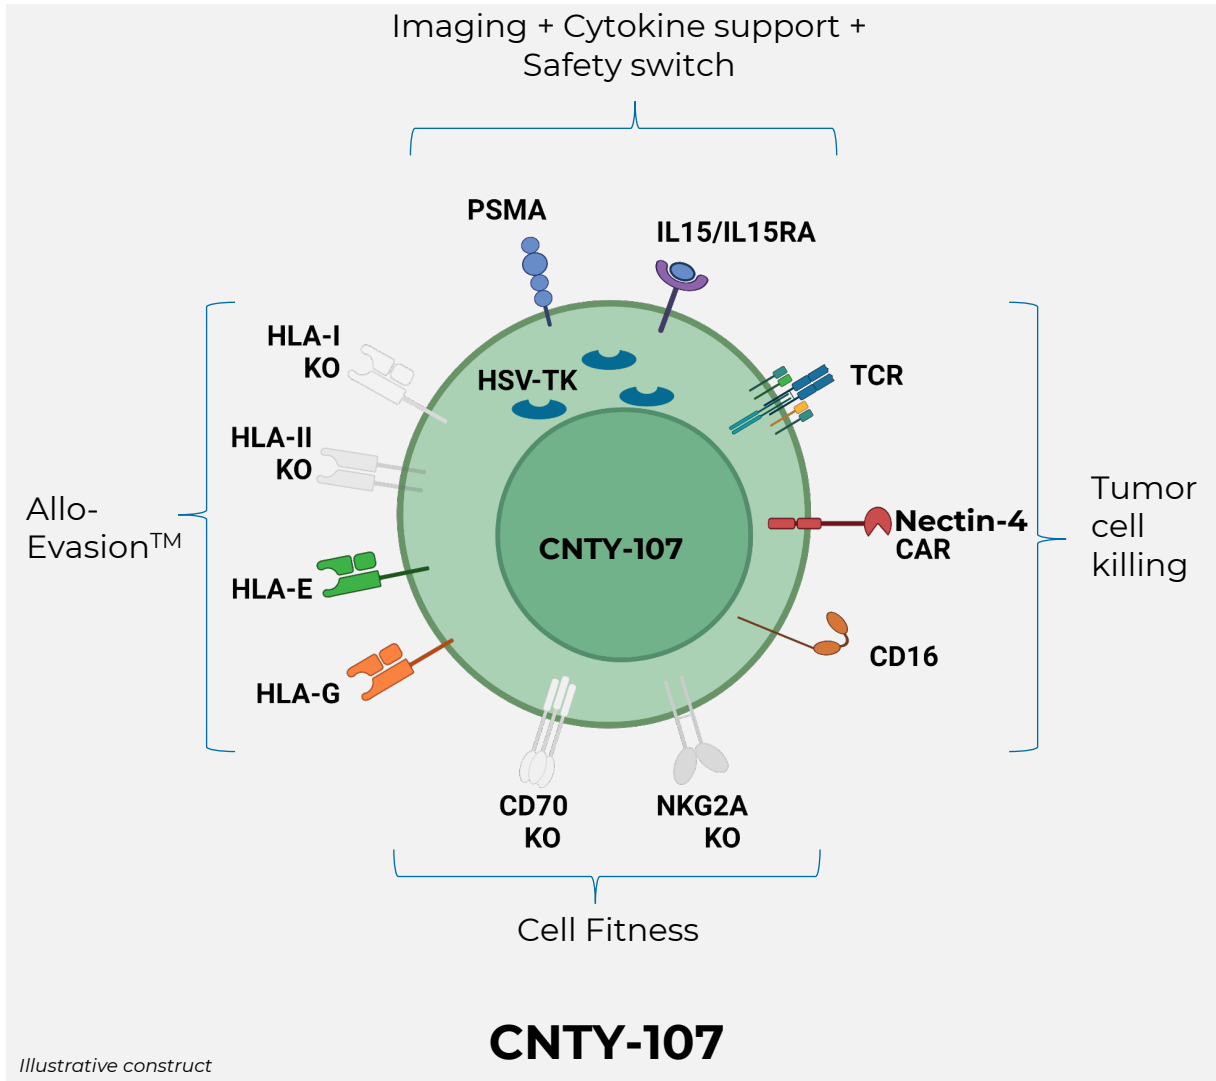 Imaging + Cytokine support +
Safety switch
PSMA
IL15/IL15RA
HLA-I
KO
HSV-TK
TCR
HLA-II
KO
Allo-
Evasion™
Tumor
cell
killing
Nectin-4
CAR
CNTY-107
HLA-E
CD16
HLA-G
CD70
KO
NKG2A
KO
Cell Fitness
CNTY-107
Illustrative construct